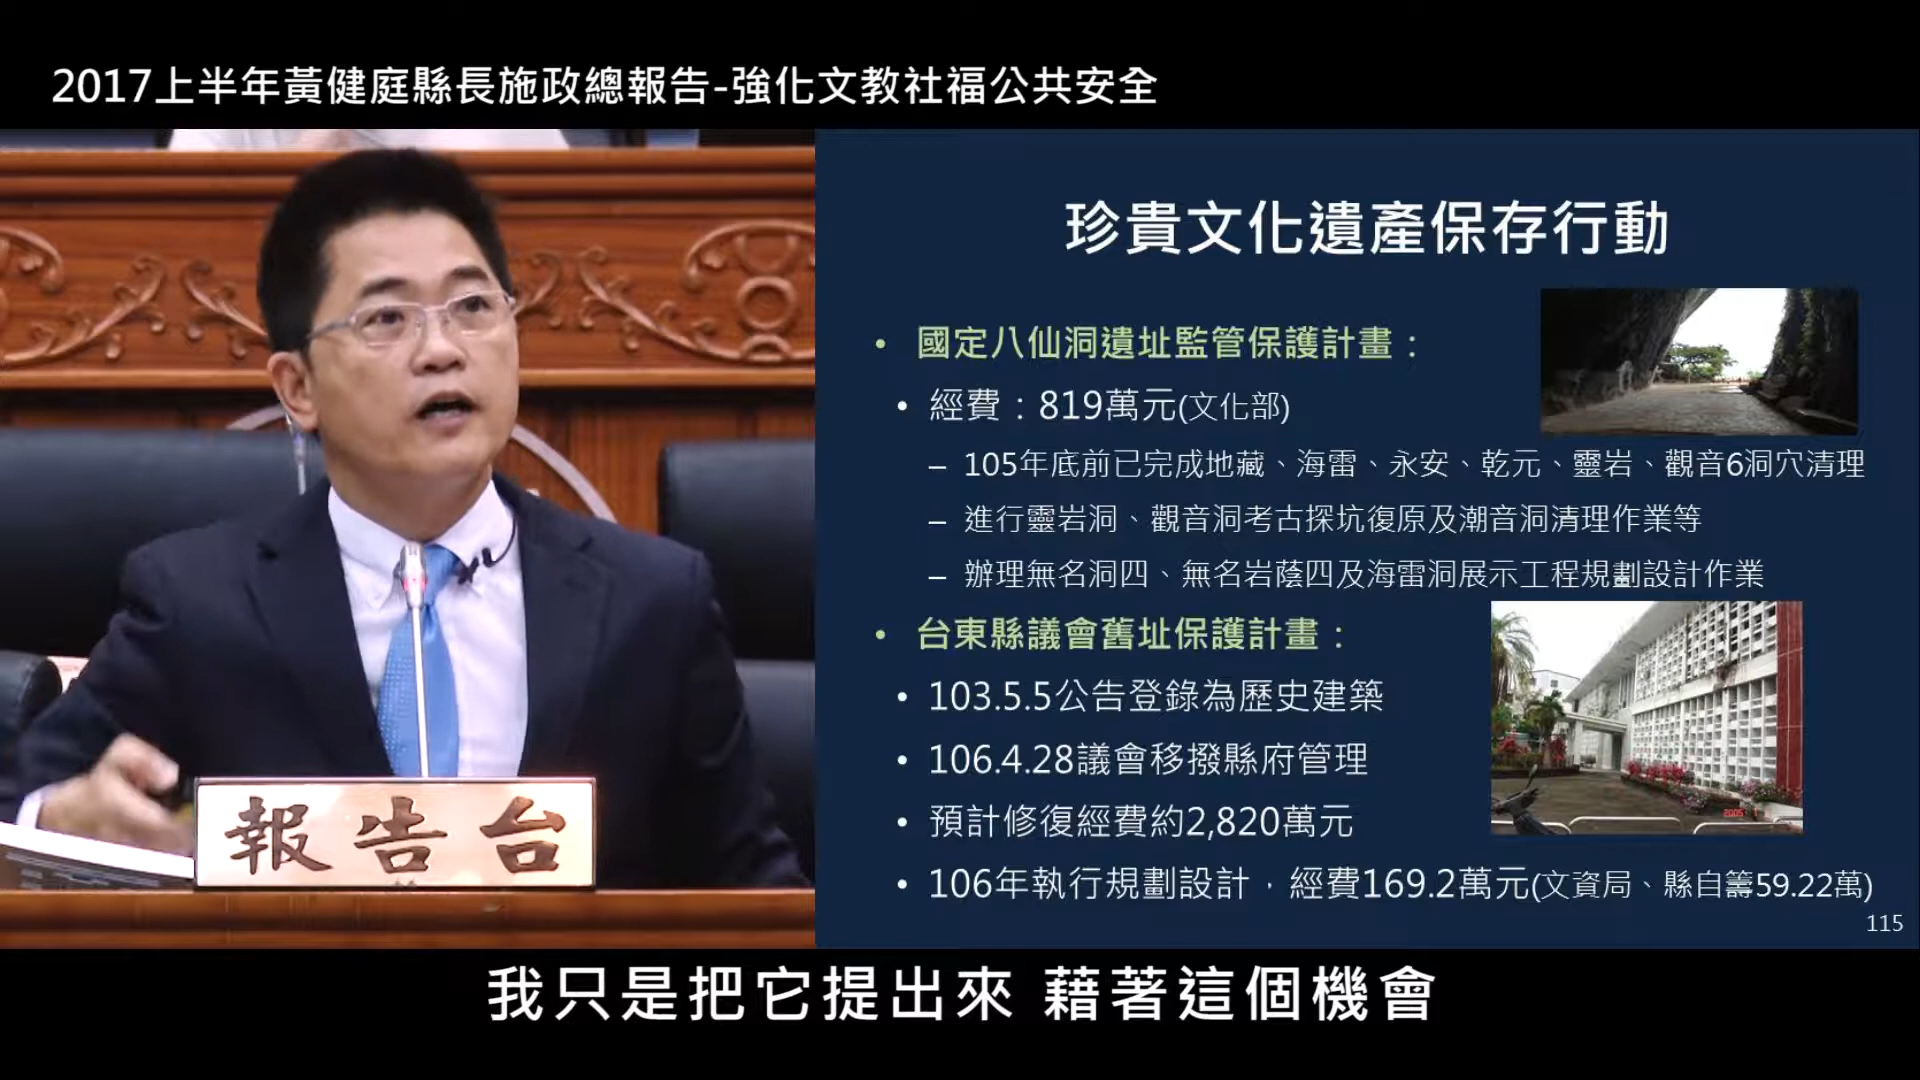 2017上半年黃健庭縣長施政總報告-強化文教社福公共安全
珍貴文化遺產保存行動
• 國定八仙洞遺址監管保護計畫：
• 經費：819萬元(文化部)
– 105年底前已完成地藏、海雷、永安、乾元、靈岩、觀音6洞穴清理
– 進行靈岩洞、觀音洞考古探坑復原及潮音洞清理作業等
– 辦理無名洞四、無名岩蔭四及海雷洞展示工程規劃設計作業
• 台東縣議會舊址保護計畫：
• 103.5.5公告登錄為歷史建築
• 106.4.28議會移撥縣府管理
• 預計修復經費約2,820萬元
• 106年執行規劃設計，經費169.2萬元(文資局、縣自籌59.22萬)
115
報告台
我只是把它提出來 藉著這個機會